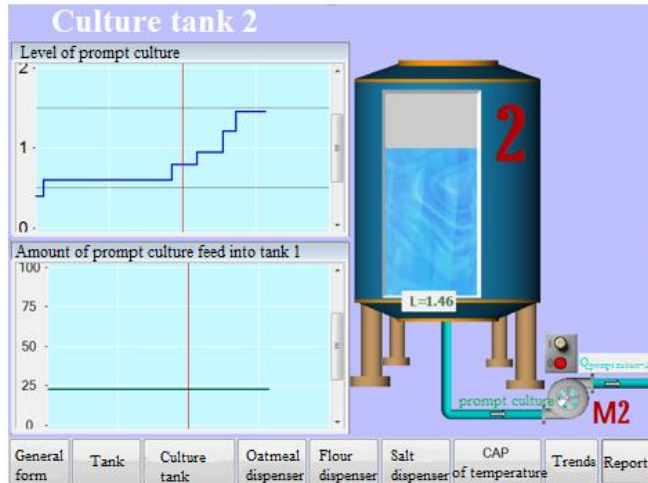 Culture tank 2
Level of prompt culture
2
1
0
Amount of prompt culture feed into tank 1
100
75
50
25
0
2
L=1.46
prompt culture
M2
General form
Tank
Culture tank
Oatmeal dispenser
Flour dispenser
Salt dispenser
CAP of temperature
Trends
Report